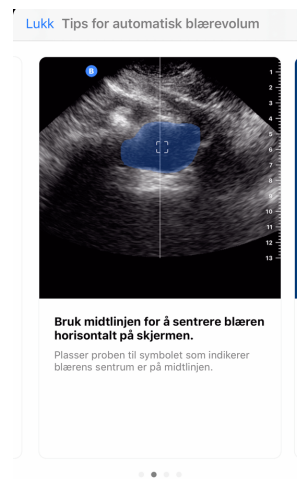 Lukk Tips for automatisk blærevolum
B
1
2
3
4
5
6
7
8
9
10
11
12
13
Bruk midtlinjen for å sentrere blæren
horisontalt på skjermen.
Plasser proben til symbolet som indikerer
blærens sentrum er på midtlinjen.